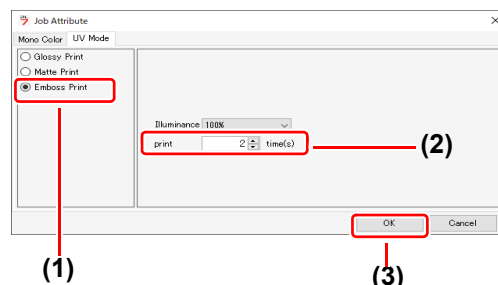 Job Attribute
Mono Color UV Mode
Glossy Print
Matte Print
Emboss Print
Illuminance 100%
print 2 time(s)
(2)
OK Cancel
(1)
(3)